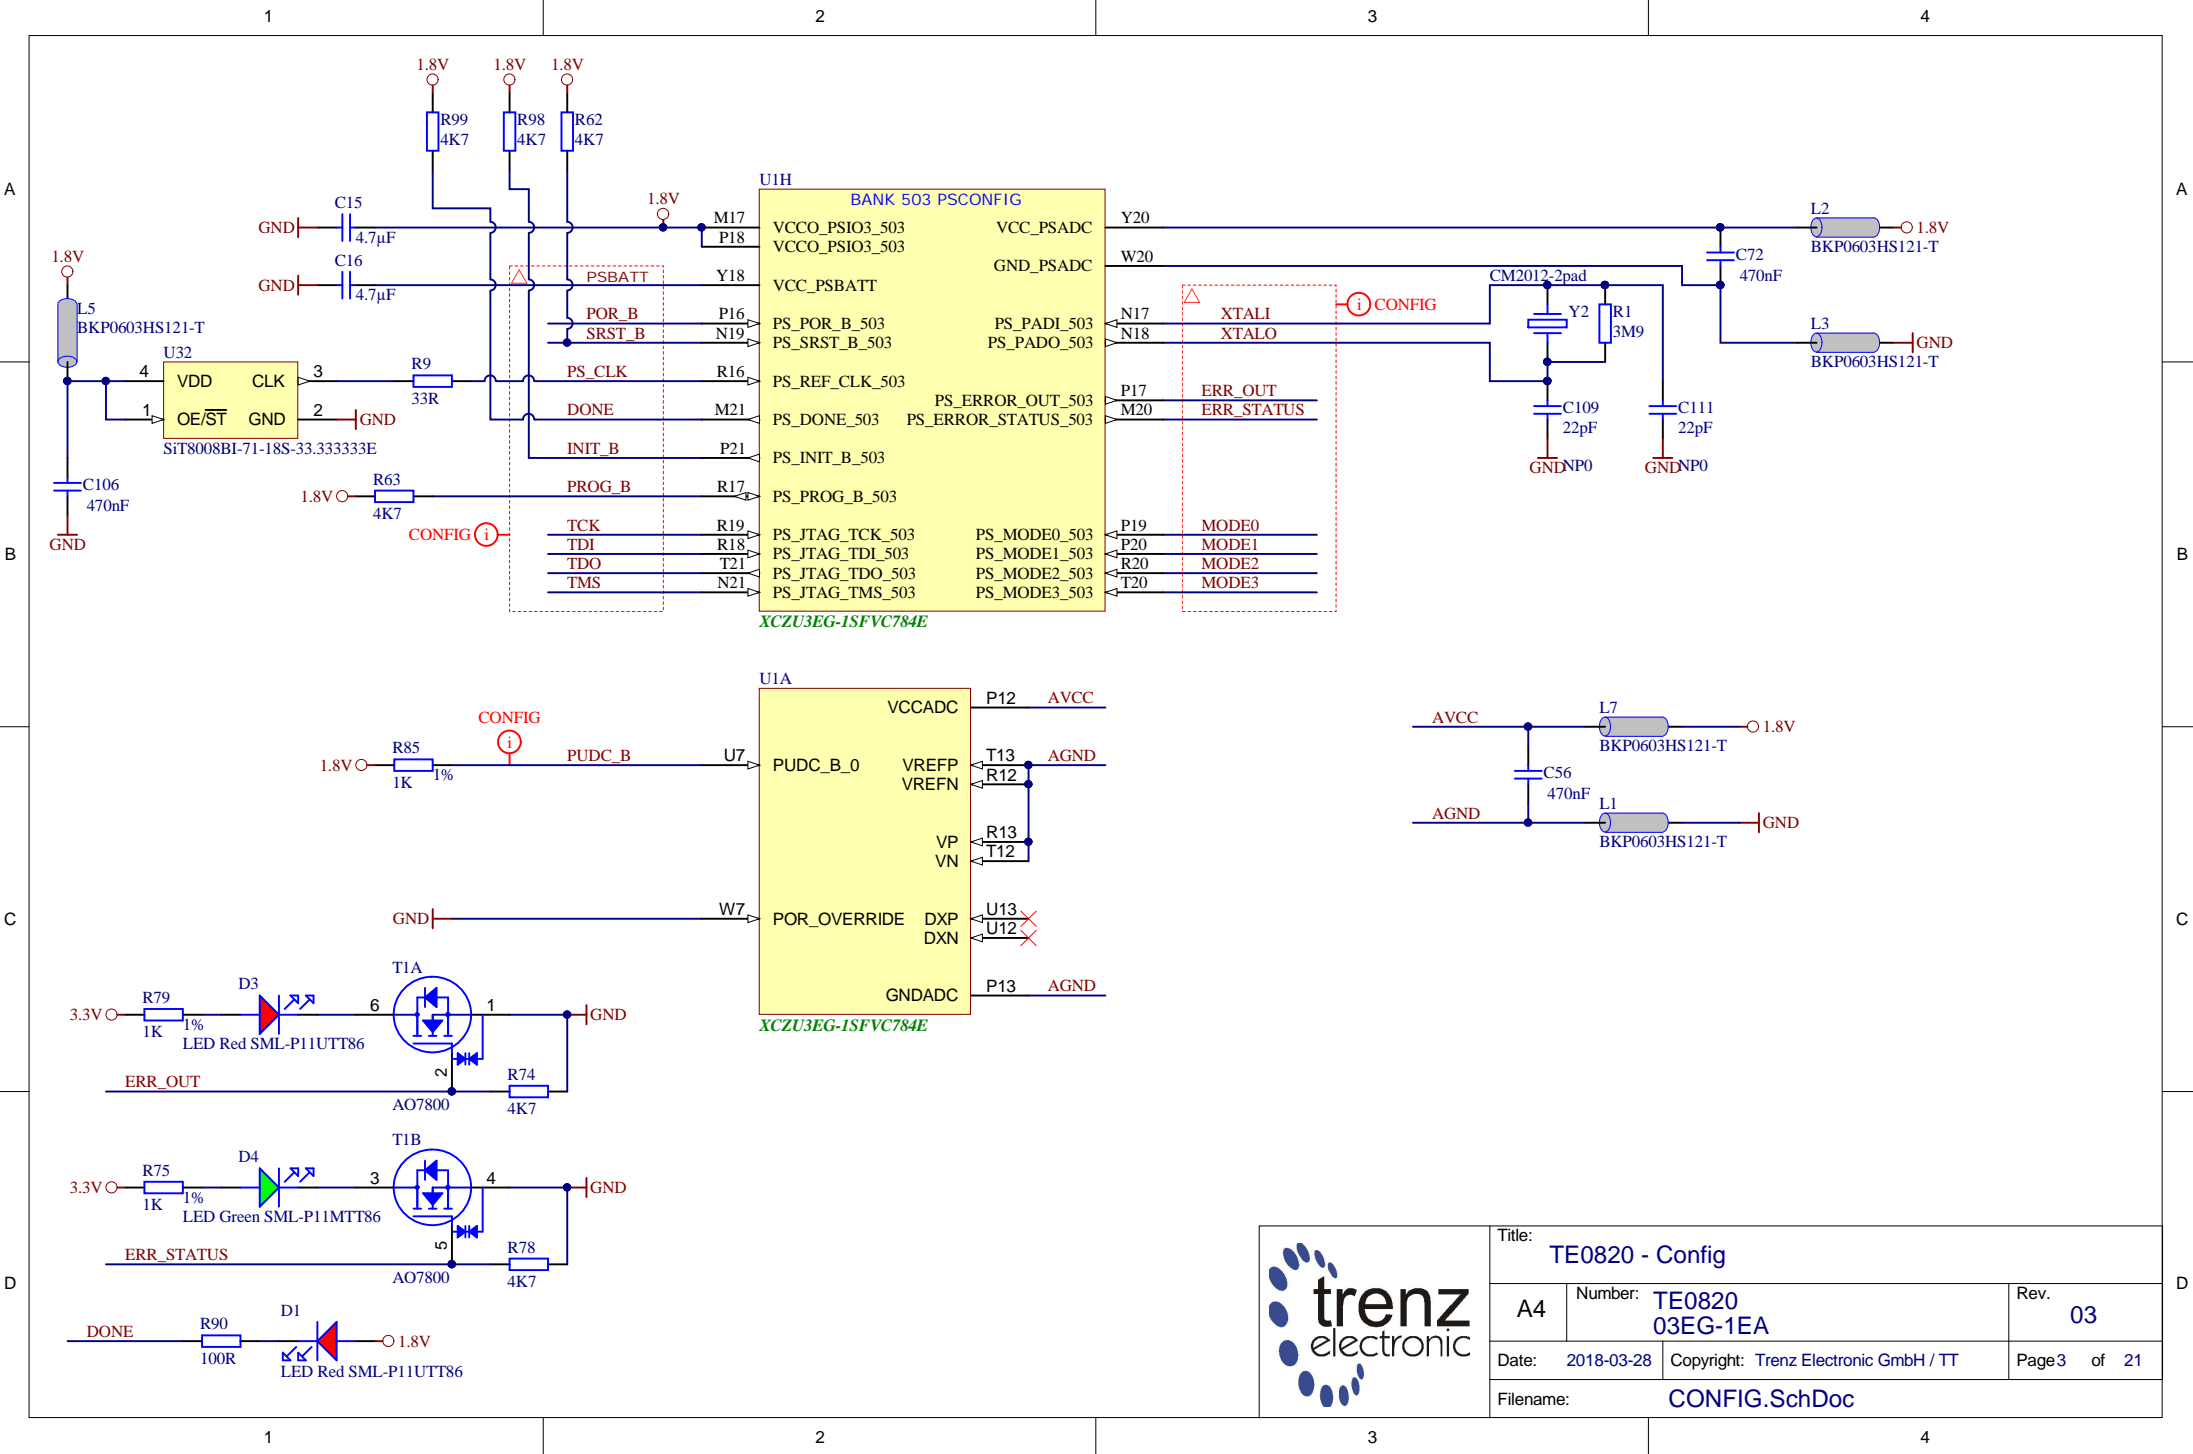 1 2 3 4
A A
B B
C C
D D
1.8V 1.8V 1.8V
R99 R98 R62
4K7 4K7 4K7
U1H
BANK 503 PSCONFIG
C15
GND
4.7µF
1.8V
M17 VCCO_PSIO3_503
P18 VCCO_PSIO3_503
C16
GND
4.7µF
PSBATT Y18 VCC_PSBATT
POR_B P16 PS_POR_B_503
SRST_B N19 PS_SRST_B_503
PS_CLK R16 PS_REF_CLK_503
DONE M21 PS_DONE_503
INIT_B P21 PS_INIT_B_503
PROG_B R17 PS_PROG_B_503
TCK R19 PS_JTAG_TCK_503
TDI R18 PS_JTAG_TDI_503
TDO T21 PS_JTAG_TDO_503
TMS N21 PS_JTAG_TMS_503
VCC_PSADC Y20
GND_PSADC W20
PS_PADI_503 N17 XTALI
PS_PADO_503 N18 XTALO
PS_ERROR_OUT_503 P17 ERR_OUT
PS_ERROR_STATUS_503 M20 ERR_STATUS
PS_MODE0_503 P19 MODE0
PS_MODE1_503 P20 MODE1
PS_MODE2_503 R20 MODE2
PS_MODE3_503 T20 MODE3
XCZU3EG-1SFVC784E
i CONFIG
CONFIG i
1.8V
L5
BKP0603HS121-T
U32
4 VDD CLK 3
1 OE/ST GND 2 GND
SiT8008BI-71-18S-33.333333E
R9
33R
C106
470nF
GND
1.8V
R63
4K7
L2
1.8V
BKP0603HS121-T
C72
470nF
L3
GND
BKP0603HS121-T
CM2012-2pad
Y2
R1
3M9
C109
22pF
GND NP0
C111
22pF
GND NP0
U1A
CONFIG
i
1.8V
R85
1K
1%
PUDC_B U7 PUDC_B_0
GND W7 POR_OVERRIDE
VCCADC P12 AVCC
VREFP T13 AGND
VREFN R12
VP R13
VN T12
DXP U13
DXN U12
GNDADC P13 AGND
XCZU3EG-1SFVC784E
AVCC
L7
1.8V
BKP0603HS121-T
C56
470nF
AGND
L1
GND
BKP0603HS121-T
3.3V
R79
1K
1%
D3
LED Red SML-P11UTT86
T1A
6 1
2
GND
ERR_OUT
AO7800
R74
4K7
3.3V
R75
1K
1%
D4
LED Green SML-P11MTT86
T1B
3 4
5
GND
ERR_STATUS
AO7800
R78
4K7
DONE
R90
100R
D1
1.8V
LED Red SML-P11UTT86
trenz
electronic
Title:
TE0820 - Config
A4
Number: TE0820
03EG-1EA
Rev.
03
Date: 2018-03-28
Copyright: Trenz Electronic GmbH / TT
Page 3 of 21
Filename: CONFIG.SchDoc
1 2 3 4